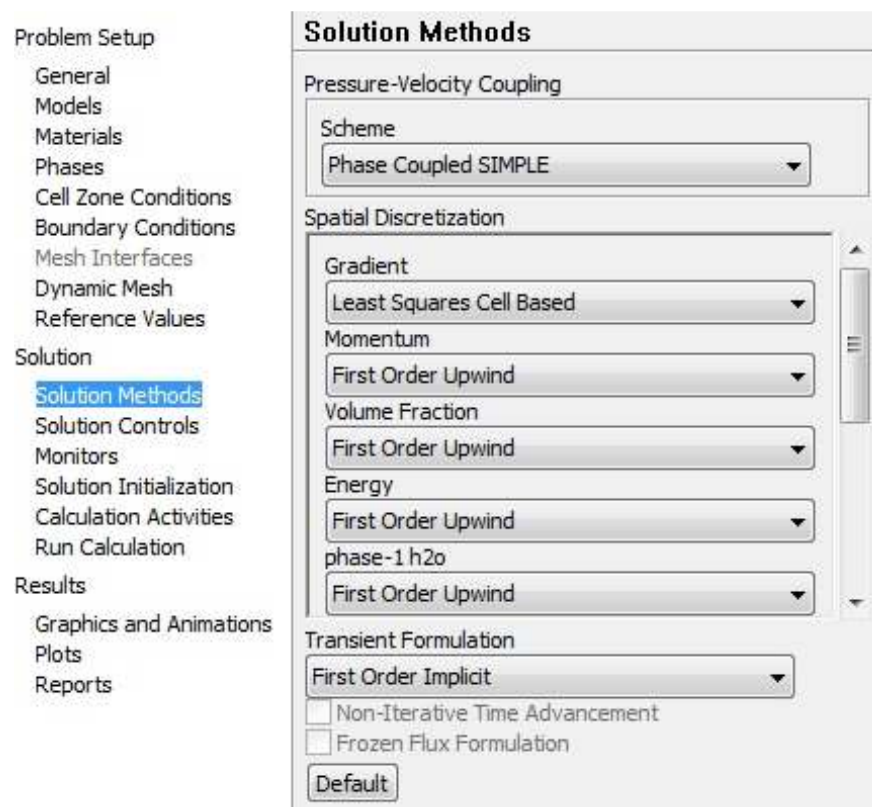 Problem Setup
General
Models
Materials
Phases
Cell Zone Conditions
Boundary Conditions
Mesh Interfaces
Dynamic Mesh
Reference Values
Solution
Solution Methods
Solution Controls
Monitors
Solution Initialization
Calculation Activities
Run Calculation
Results
Graphics and Animations
Plots
Reports
Solution Methods
Pressure-Velocity Coupling
Scheme
Phase Coupled SIMPLE
Spatial Discretization
Gradient
Least Squares Cell Based
Momentum
First Order Upwind
Volume Fraction
First Order Upwind
Energy
First Order Upwind
phase-1 h2o
First Order Upwind
Transient Formulation
First Order Implicit
Non-Iterative Time Advancement
Frozen Flux Formulation
Default